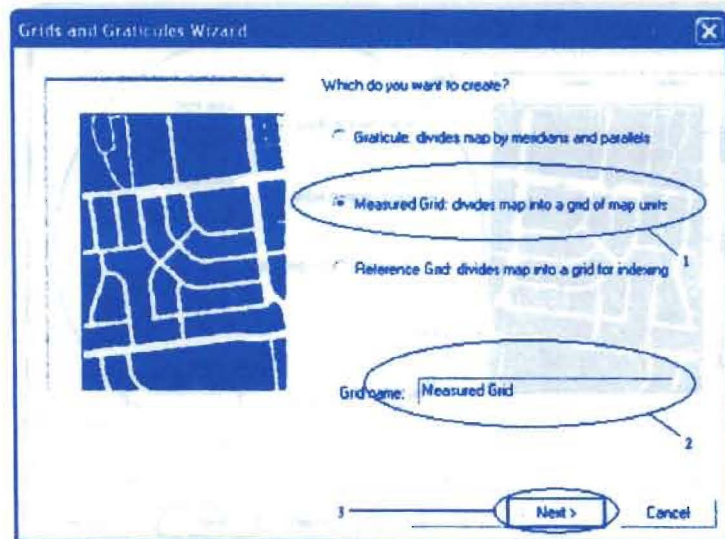 Grids and Graticules Wizard
Which do you want to create?
Graticule: divides map by meridians and parallels
Measured Grid: divides map into a grid of map units
1
Reference Grid: divides map into a grid for indexing
Grid name: Measured Grid
2
3
Next >
Cancel